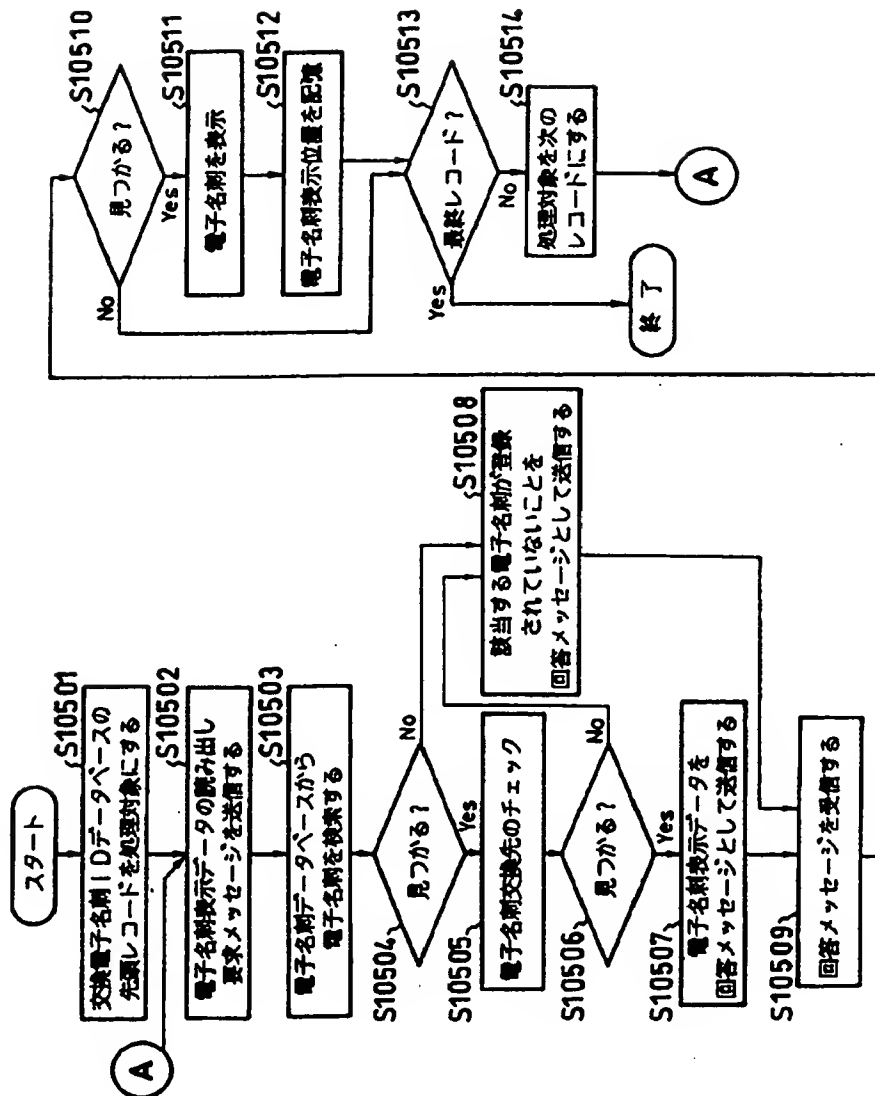 スタート
S10501
交換電子名刺IDデータベースの
先頭レコードを処理対象にする
A
S10502
電子名刺表示データの読み出し
要求メッセージを送信する
S10503
電子名刺データベースから
電子名刺を検索する
S10504
見つかる?
No
Yes
S10505
電子名刺交換先のチェック
S10506
見つかる?
No
Yes
S10507
電子名刺表示データを
回答メッセージとして送信する
S10508
該当する電子名刺が登録
されていないことを
回答メッセージとして送信する
S10509
回答メッセージを受信する
S10510
見つかる?
No
Yes
S10511
電子名刺を表示
S10512
電子名刺表示位置を記憶
S10513
最終レコード?
Yes
No
終了
S10514
処理対象を次の
レコードにする
A